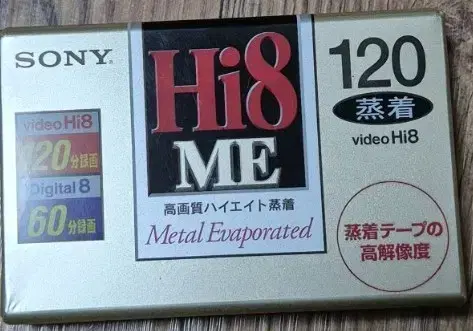 SONY
Hi8
ME
高画質ハイエイト蒸着
Metal Evaporated
video Hi8
120分録画
Digital 8
60分録画
120
蒸着
video Hi8
蒸着テープの
高解像度